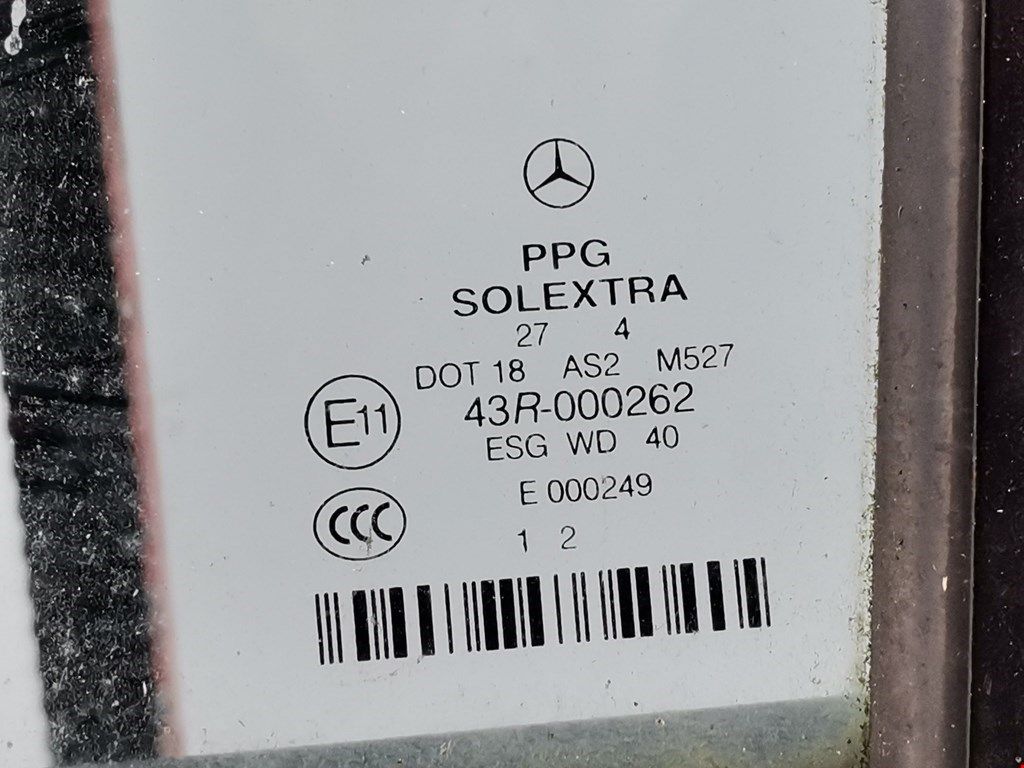 PPG
SOLEXTRA
27 4
DOT 18 AS2 M527
E11
43R-000262
ESG WD 40
CCC
E 000249
1 2